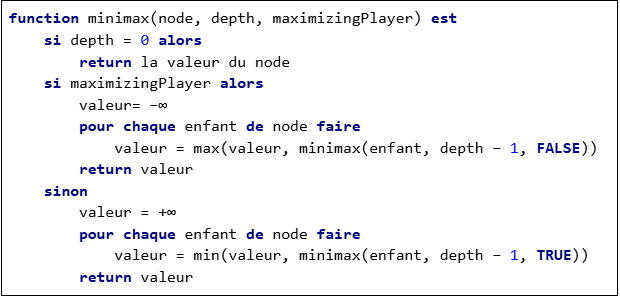 function minimax(node, depth, maximizingPlayer) est
    si depth = 0 alors
        return la valeur du node
    si maximizingPlayer alors
        valeur= −∞
        pour chaque enfant de node faire
            valeur = max(valeur, minimax(enfant, depth − 1, FALSE))
        return valeur
    sinon
        valeur = +∞
        pour chaque enfant de node faire
            valeur = min(valeur, minimax(enfant, depth − 1, TRUE))
        return valeur